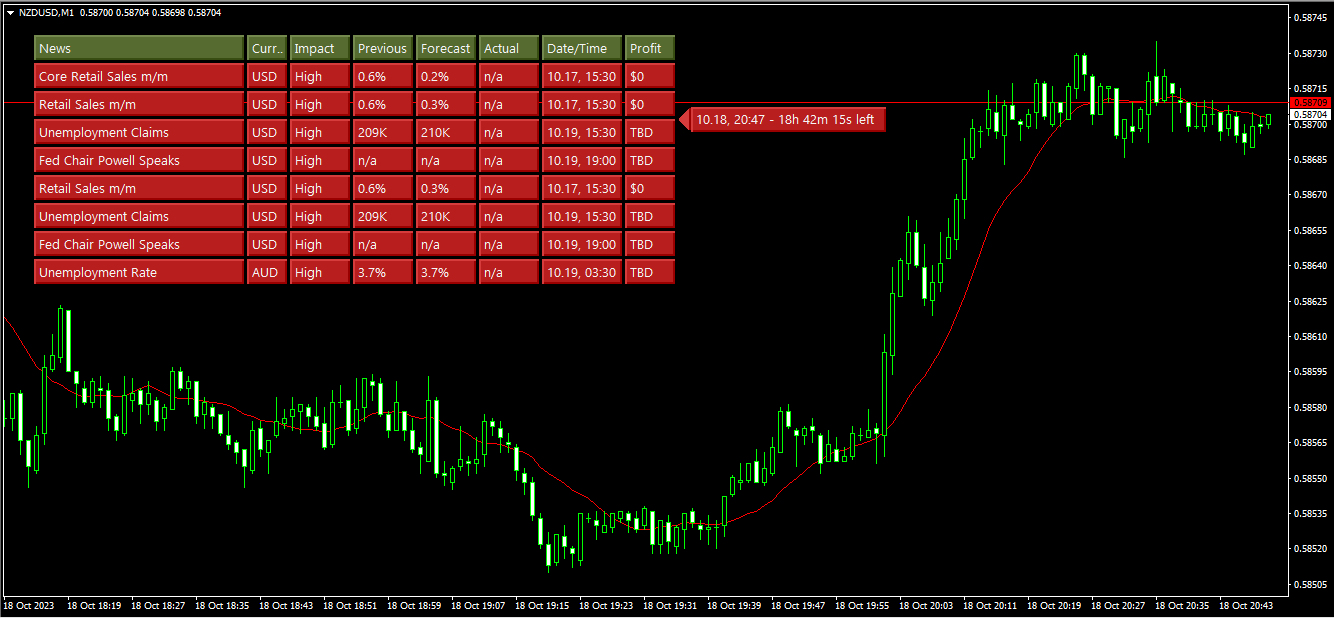 NZDUSD,M1 0.58700 0.58704 0.58698 0.58704
News Curr.. Impact Previous Forecast Actual Date/Time Profit
Core Retail Sales m/m USD High 0.6% 0.2% n/a 10.17, 15:30 $0
Retail Sales m/m USD High 0.6% 0.3% n/a 10.17, 15:30 $0
Unemployment Claims USD High 209K 210K n/a 10.19, 15:30 TBD
10.18, 20:47 - 18h 42m 15s left
Fed Chair Powell Speaks USD High n/a n/a n/a 10.19, 19:00 TBD
Retail Sales m/m USD High 0.6% 0.3% n/a 10.17, 15:30 $0
Unemployment Claims USD High 209K 210K n/a 10.19, 15:30 TBD
Fed Chair Powell Speaks USD High n/a n/a n/a 10.19, 19:00 TBD
Unemployment Rate AUD High 3.7% 3.7% n/a 10.19, 03:30 TBD
0.58745
0.58730
0.58715
0.58709
0.58704
0.58700
0.58685
0.58670
0.58655
0.58640
0.58625
0.58610
0.58595
0.58580
0.58565
0.58550
0.58535
0.58520
0.58505
18 Oct 2023 18 Oct 18:19 18 Oct 18:27 18 Oct 18:35 18 Oct 18:43 18 Oct 18:51 18 Oct 18:59 18 Oct 19:07 18 Oct 19:15 18 Oct 19:23 18 Oct 19:31 18 Oct 19:39 18 Oct 19:47 18 Oct 19:55 18 Oct 20:03 18 Oct 20:11 18 Oct 20:19 18 Oct 20:27 18 Oct 20:35 18 Oct 20:43